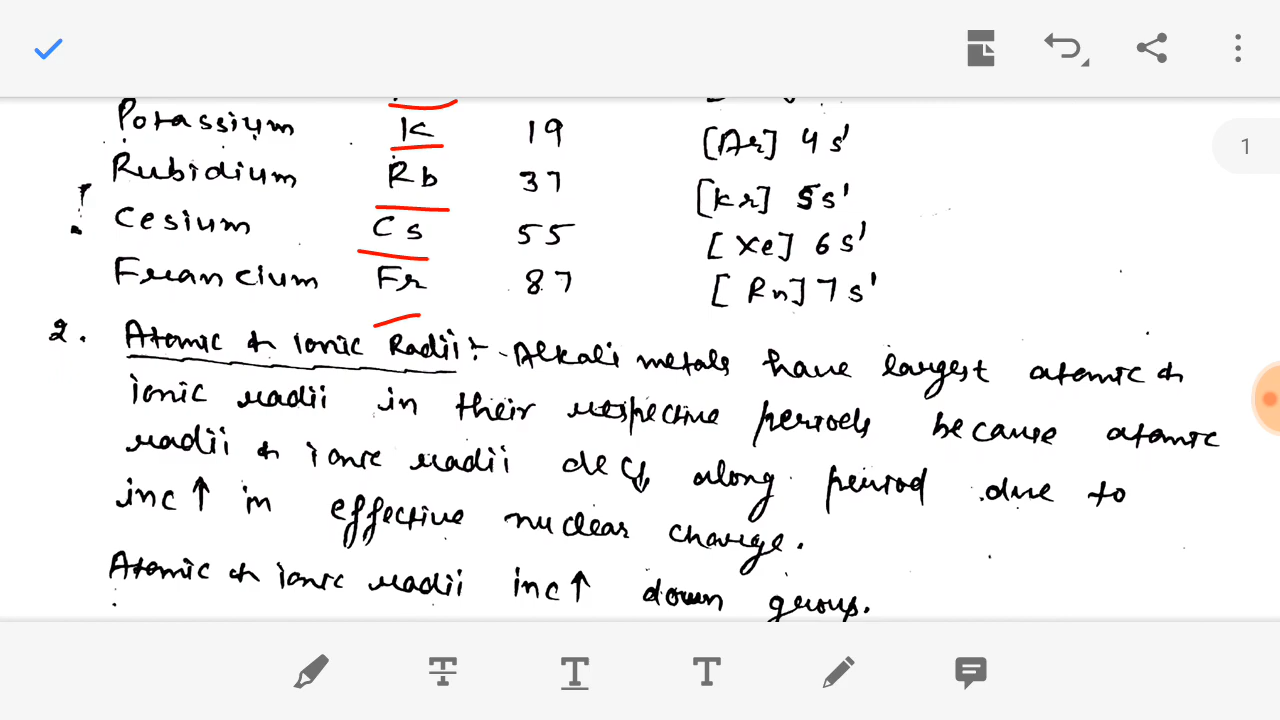 Potassium K 19 [Ar] 4s¹
Rubidium Rb 37 [Kr] 5s¹
Cesium Cs 55 [Xe] 6s¹
Francium Fr 87 [Rn] 7s¹
2. Atomic & Ionic Radii :- Alkali metals have largest atomic &
ionic radii in their respective periods because atomic
radii & ionic radii dec↓ along period due to
inc↑ in effective nuclear charge.
Atomic & ionic radii inc↑ down group.
1
T
T
T